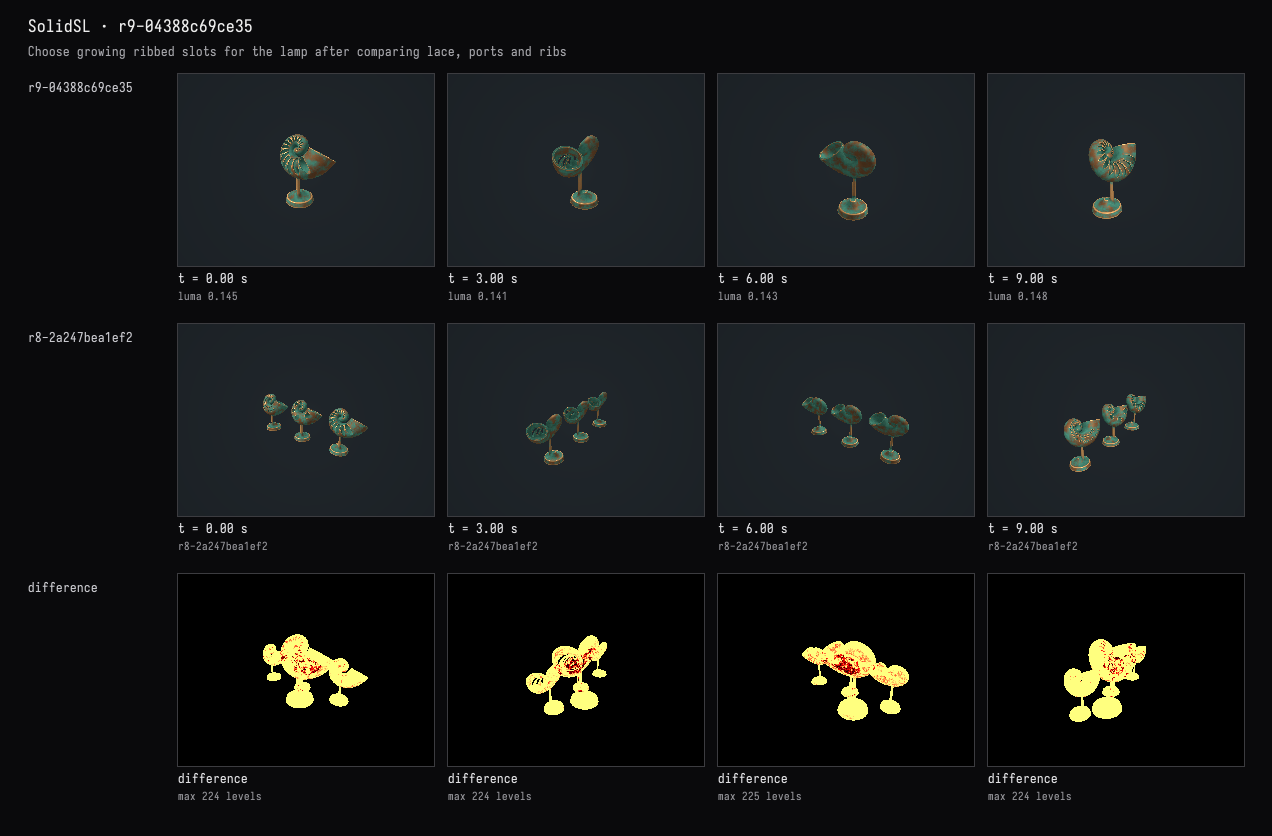 SolidSL · r9-04388c69ce35
Choose growing ribbed slots for the lamp after comparing lace, ports and ribs
r9-04388c69ce35
t = 0.00 s
t = 3.00 s
t = 6.00 s
t = 9.00 s
luma 0.145
luma 0.141
luma 0.143
luma 0.148
r8-2a247bea1ef2
t = 0.00 s
t = 3.00 s
t = 6.00 s
t = 9.00 s
r8-2a247bea1ef2
r8-2a247bea1ef2
r8-2a247bea1ef2
r8-2a247bea1ef2
difference
difference
difference
difference
difference
max 224 levels
max 224 levels
max 225 levels
max 224 levels